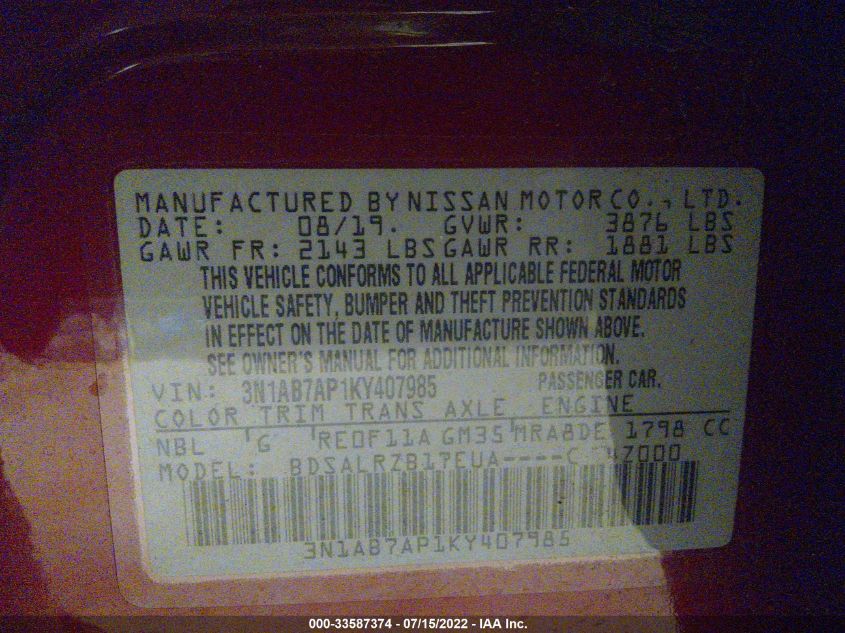 MANUFACTURED BY NISSAN MOTOR CO., LTD.
DATE: 08/19. GVWR: 3876 LBS
GAWR FR: 2143 LBS GAWR RR: 1881 LBS
THIS VEHICLE CONFORMS TO ALL APPLICABLE FEDERAL MOTOR
VEHICLE SAFETY, BUMPER AND THEFT PREVENTION STANDARDS
IN EFFECT ON THE DATE OF MANUFACTURE SHOWN ABOVE.
SEE OWNER'S MANUAL FOR ADDITIONAL INFORMATION.
VIN: 3N1AB7AP1KY407985 PASSENGER CAR.
COLOR TRIM TRANS AXLE ENGINE
NBL G RE0F11A GM35 MRA8DE 1798 CC
MODEL: BDSALRZB17EUA----C
3N1AB7AP1KY407985
000-33587374 - 07/15/2022 - IAA Inc.